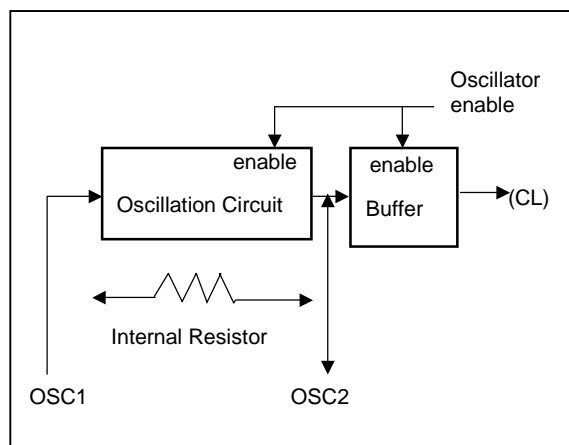 Oscillator
enable
enable
enable
Oscillation Circuit
Buffer
(CL)
Internal Resistor
OSC1
OSC2